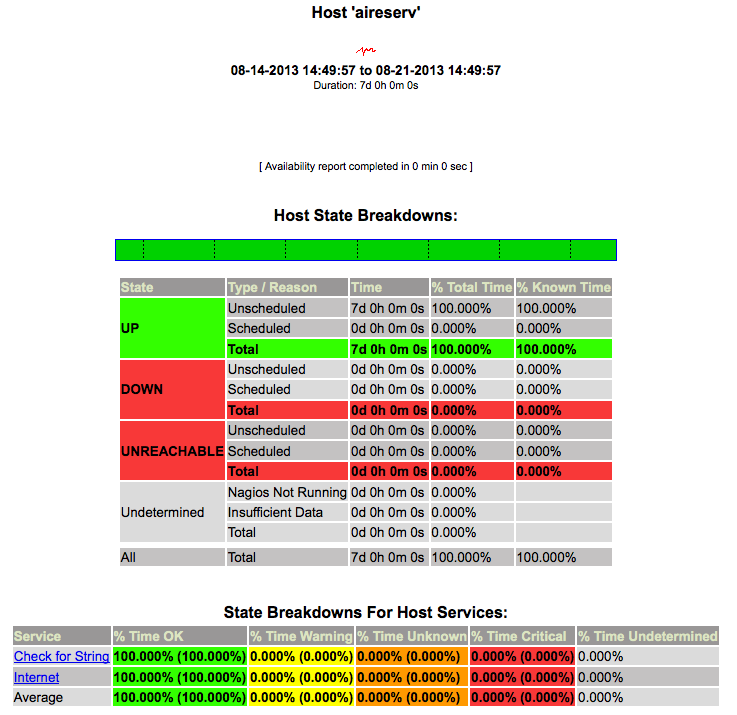 Host 'aireserv'
08-14-2013 14:49:57 to 08-21-2013 14:49:57
Duration: 7d 0h 0m 0s
[ Availability report completed in 0 min 0 sec ]
Host State Breakdowns:
State Type / Reason Time % Total Time % Known Time
UP Unscheduled 7d 0h 0m 0s 100.000% 100.000%
Scheduled 0d 0h 0m 0s 0.000% 0.000%
Total 7d 0h 0m 0s 100.000% 100.000%
DOWN Unscheduled 0d 0h 0m 0s 0.000% 0.000%
Scheduled 0d 0h 0m 0s 0.000% 0.000%
Total 0d 0h 0m 0s 0.000% 0.000%
UNREACHABLE Unscheduled 0d 0h 0m 0s 0.000% 0.000%
Scheduled 0d 0h 0m 0s 0.000% 0.000%
Total 0d 0h 0m 0s 0.000% 0.000%
Undetermined Nagios Not Running 0d 0h 0m 0s 0.000%
Insufficient Data 0d 0h 0m 0s 0.000%
Total 0d 0h 0m 0s 0.000%
All Total 7d 0h 0m 0s 100.000% 100.000%
State Breakdowns For Host Services:
Service % Time OK % Time Warning % Time Unknown % Time Critical % Time Undetermined
Check for String 100.000% (100.000%) 0.000% (0.000%) 0.000% (0.000%) 0.000% (0.000%) 0.000%
Internet 100.000% (100.000%) 0.000% (0.000%) 0.000% (0.000%) 0.000% (0.000%) 0.000%
Average 100.000% (100.000%) 0.000% (0.000%) 0.000% (0.000%) 0.000% (0.000%) 0.000%